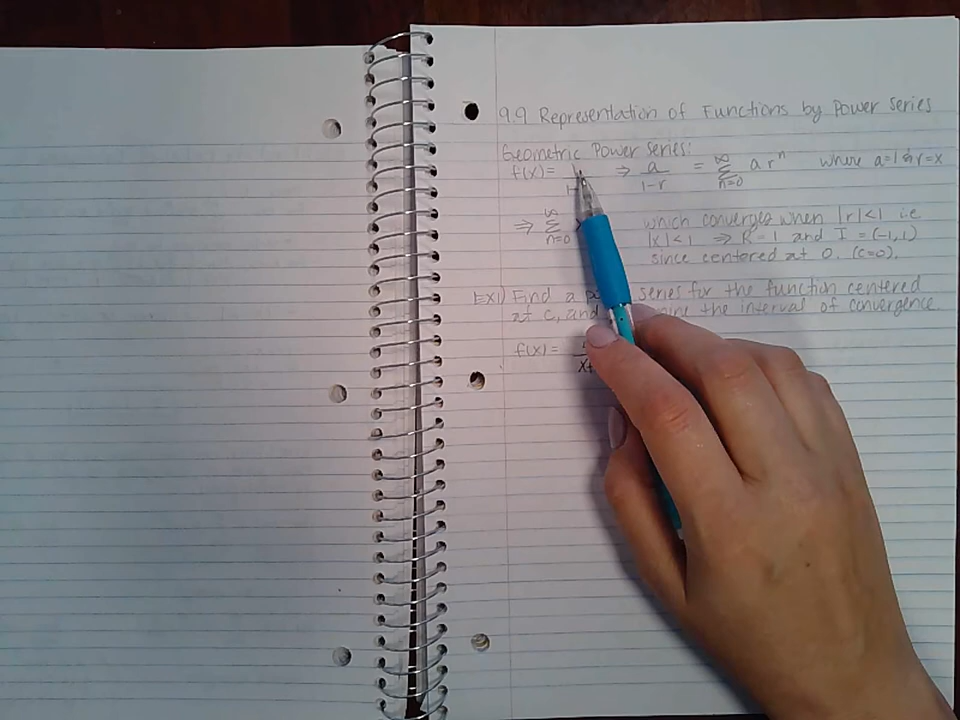 9.9 Representation of Functions by Power Series
Geometric Power Series:
f(x) = ⇒ a/1-r = ∞∑n=0 a rⁿ where a=1 & r=x
⇒ ∞∑n=0 which converges when |r|<1 i.e
|x|<1 ⇒ R=1 and I = (-1,1)
since centered at 0. (c=0).
Ex1) Find a series for the function centered
at c, and the interval of convergence
f(x) =